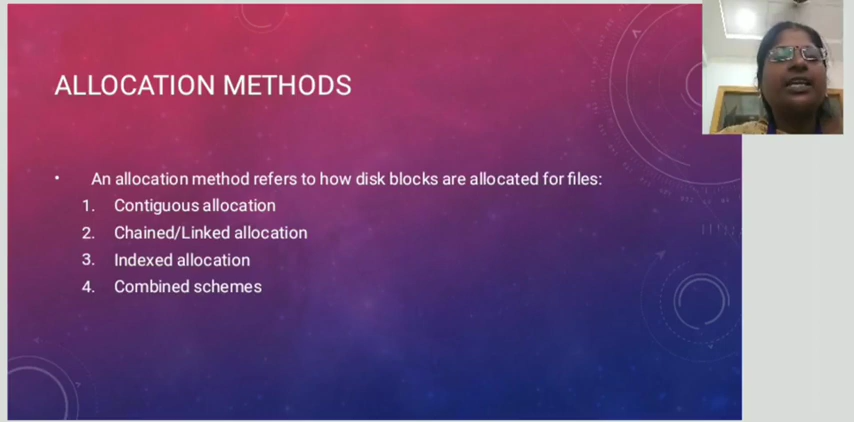 ALLOCATION METHODS
• An allocation method refers to how disk blocks are allocated for files:
1. Contiguous allocation
2. Chained/Linked allocation
3. Indexed allocation
4. Combined schemes